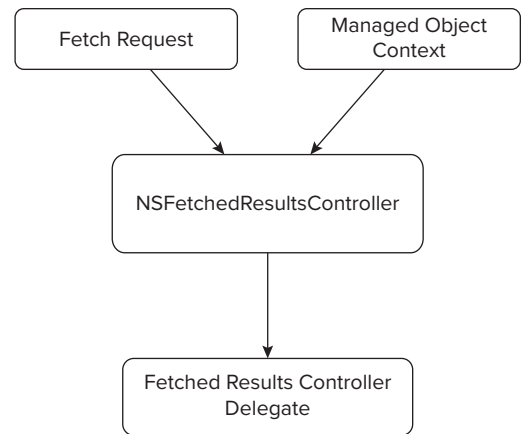 Fetch Request
Managed Object
Context
NSFetchedResultsController
Fetched Results Controller
Delegate